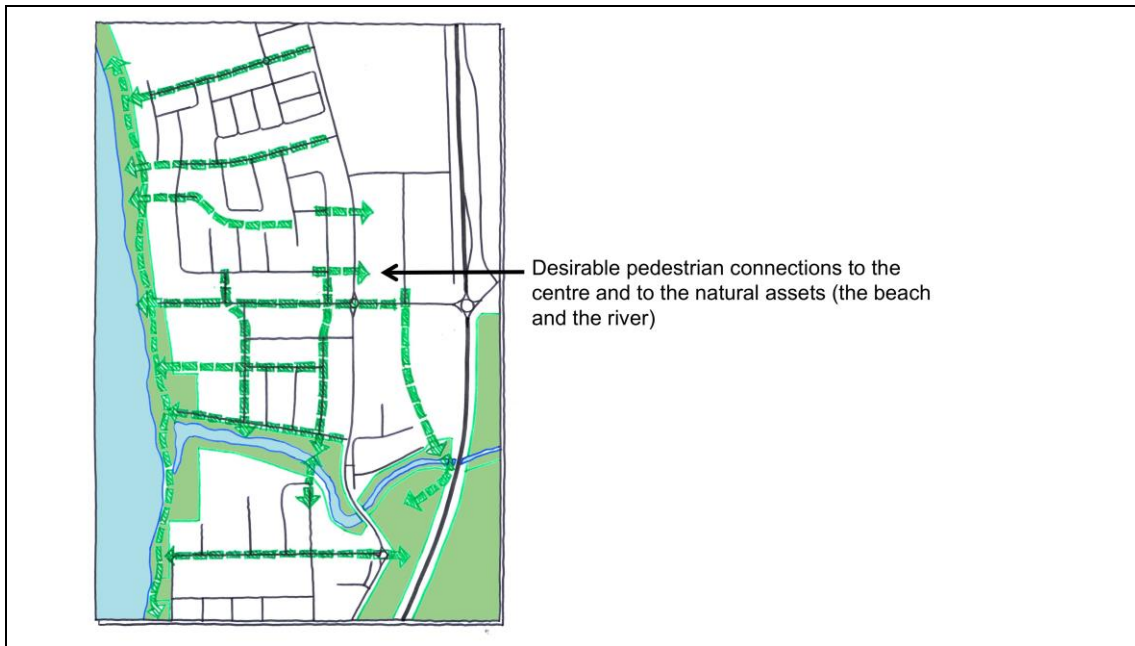 Desirable pedestrian connections to the
centre and to the natural assets (the beach
and the river)